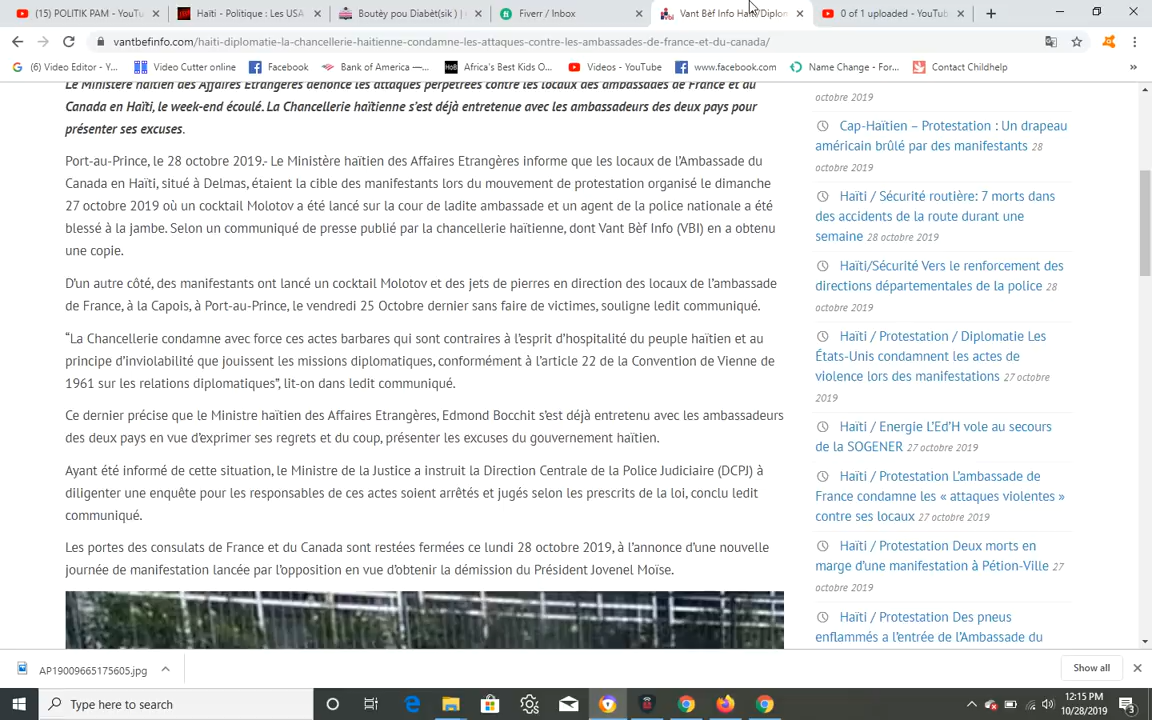 (15) POLITIK PAM - YouTu
Haiti - Politique : Les USA
Boutèy pou Diabèt(sik ) | (
Fiverr / Inbox
Vant Bèf Info Haiti/Diplon
0 of 1 uploaded - YouTub
vantbefinfo.com/haiti-diplomatie-la-chancellerie-haitienne-condamne-les-attaques-contre-les-ambassades-de-france-et-du-canada/
(6) Video Editor - Y...
Video Cutter online
Facebook
Bank of America —...
Africa's Best Kids O...
Videos - YouTube
www.facebook.com
Name Change - For...
Contact Childhelp
»
Le Ministère haïtien des Affaires Etrangères dénonce les attaques perpétrées contre les locaux des ambassades de France et du
Canada en Haïti, le week-end écoulé. La Chancellerie haïtienne s'est déjà entretenue avec les ambassadeurs des deux pays pour
présenter ses excuses.
Port-au-Prince, le 28 octobre 2019.- Le Ministère haïtien des Affaires Etrangères informe que les locaux de l'Ambassade du
Canada en Haïti, situé à Delmas, étaient la cible des manifestants lors du mouvement de protestation organisé le dimanche
27 octobre 2019 où un cocktail Molotov a été lancé sur la cour de ladite ambassade et un agent de la police nationale a été
blessé à la jambe. Selon un communiqué de presse publié par la chancellerie haïtienne, dont Vant Bèf Info (VBI) en a obtenu
une copie.
D'un autre côté, des manifestants ont lancé un cocktail Molotov et des jets de pierres en direction des locaux de l'ambassade
de France, à la Capois, à Port-au-Prince, le vendredi 25 Octobre dernier sans faire de victimes, souligne ledit communiqué.
“La Chancellerie condamne avec force ces actes barbares qui sont contraires à l'esprit d'hospitalité du peuple haïtien et au
principe d'inviolabilité que jouissent les missions diplomatiques, conformément à l'article 22 de la Convention de Vienne de
1961 sur les relations diplomatiques”, lit-on dans ledit communiqué.
Ce dernier précise que le Ministre haïtien des Affaires Etrangères, Edmond Bocchit s'est déjà entretenu avec les ambassadeurs
des deux pays en vue d'exprimer ses regrets et du coup, présenter les excuses du gouvernement haïtien.
Ayant été informé de cette situation, le Ministre de la Justice a instruit la Direction Centrale de la Police Judiciaire (DCPJ) à
diligenter une enquête pour les responsables de ces actes soient arrêtés et jugés selon les prescrits de la loi, conclu ledit
communiqué.
Les portes des consulats de France et du Canada sont restées fermées ce lundi 28 octobre 2019, à l'annonce d'une nouvelle
journée de manifestation lancée par l'opposition en vue d'obtenir la démission du Président Jovenel Moïse.
octobre 2019
Cap-Haïtien – Protestation : Un drapeau
américain brûlé par des manifestants 28
octobre 2019
Haïti / Sécurité routière: 7 morts dans
des accidents de la route durant une
semaine 28 octobre 2019
Haïti/Sécurité Vers le renforcement des
directions départementales de la police 28
octobre 2019
Haïti / Protestation / Diplomatie Les
États-Unis condamnent les actes de
violence lors des manifestations 27 octobre
2019
Haïti / Energie L'Ed'H vole au secours
de la SOGENER 27 octobre 2019
Haïti / Protestation L'ambassade de
France condamne les « attaques violentes »
contre ses locaux 27 octobre 2019
Haïti / Protestation Deux morts en
marge d'une manifestation à Pétion-Ville 27
octobre 2019
Haïti / Protestation Des pneus
enflammés a l'entrée de l'Ambassade du
AP19009665175605.jpg
Show all
Type here to search
12:15 PM
10/28/2019
3